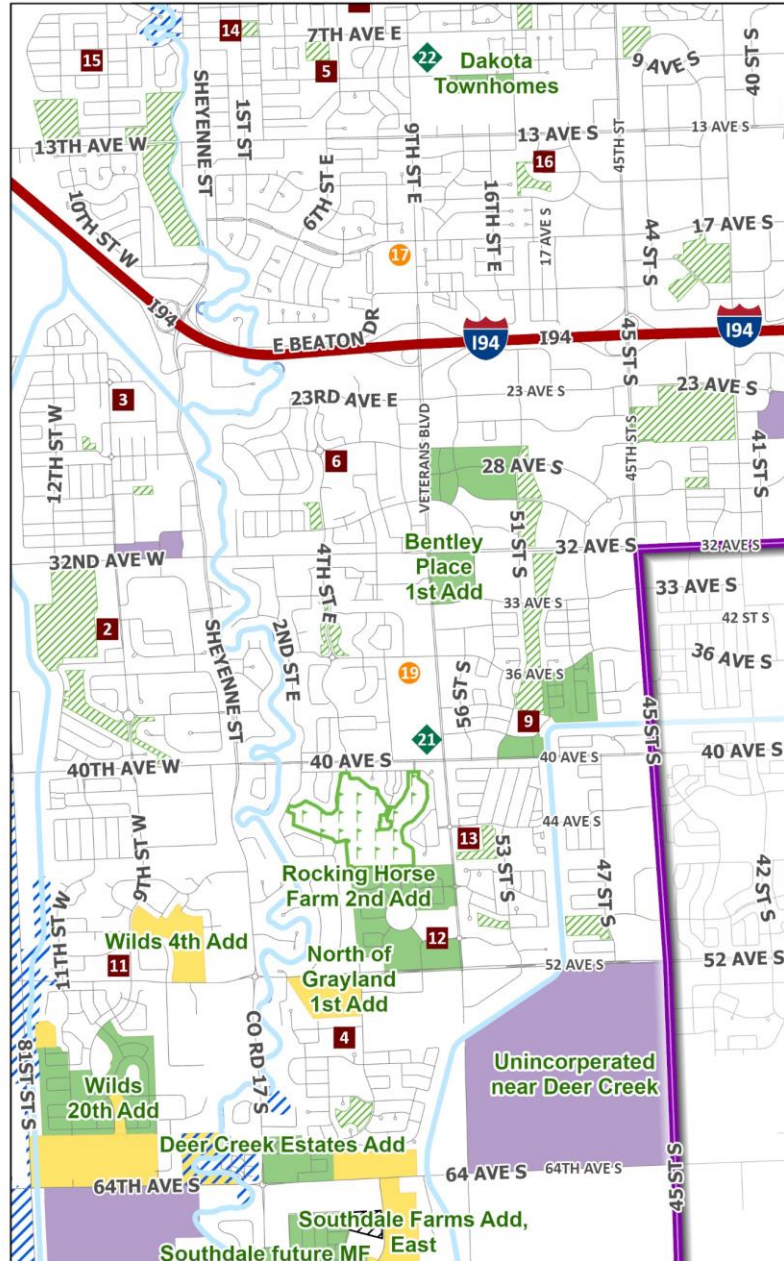 7TH AVE E
14
15
5
22
Dakota
Townhomes
9 AVE S
40 ST S
SHEYENNE ST
1ST ST
13TH AVE W
9TH ST E
13 AVE S
13 AVE S
45TH ST
16
10TH ST W
6TH ST E
16TH ST E
17 AVE S
44 ST S
17 AVE S
17
I94
E BEATON DR
I94
I94
I94
45 ST S
3
23RD AVE E
23 AVE S
23 AVE S
12TH ST W
VETERANS BLVD
45TH ST S
41 ST S
6
28 AVE S
51 ST S
32ND AVE W
Bentley
Place
1st Add
32 AVE S
32 AVE S
4TH ST E
33 AVE S
33 AVE S
42 ST S
2
2ND ST E
SHEYENNE ST
36 AVE S
36 AVE S
19
56 ST S
9
45 ST S
21
40TH AVE W
40 AVE S
40 AVE S
40 AVE S
9TH ST W
44 AVE S
13
53 ST S
47 ST S
42 ST S
Rocking Horse
Farm 2nd Add
11TH ST W
Wilds 4th Add
12
11
North of
Grayland
1st Add
52 AVE S
52 AVE S
CO RD 17 S
4
81ST ST S
Wilds
20th Add
Unincorperated
near Deer Creek
Deer Creek Estates Add
64TH AVE S
64 AVE S
64TH AVE S
45 ST S
Southdale Farms Add,
East
Southdale future MF